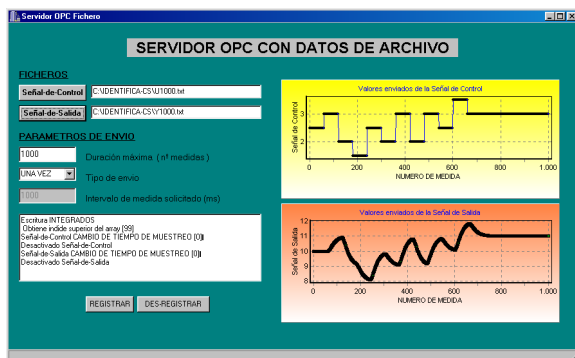 Servidor OPC Fichero
SERVIDOR OPC CON DATOS DE ARCHIVO
FICHEROS
Señal-de-Control C:\IDENTIFICA-CS\U1000.txt
Señal-de-Salida C:\IDENTIFICA-CS\Y1000.txt
PARAMETROS DE ENVIO
1000 Duración máxima ( nº medidas )
UNA VEZ Tipo de envio
1000 Intervalo de medida solicitado (ms)
Escritura INTEGRADOS
Obtiene indide superior del array [99]
Señal-de-Control CAMBIO DE TIEMPO DE MUESTREO [0]
Desactivado Señal-de-Control
Señal-de-Salida CAMBIO DE TIEMPO DE MUESTREO [0]
Desactivado Señal-de-Salida
REGISTRAR DES-REGISTRAR
Valores enviados de la Señal de Control
Señal de Control
3
2
0 200 400 600 800 1.000
NUMERO DE MEDIDA
Valores enviados de la Señal de Salida
Señal de Salida
12
11
10
9
8
0 200 400 600 800 1.000
NUMERO DE MEDIDA